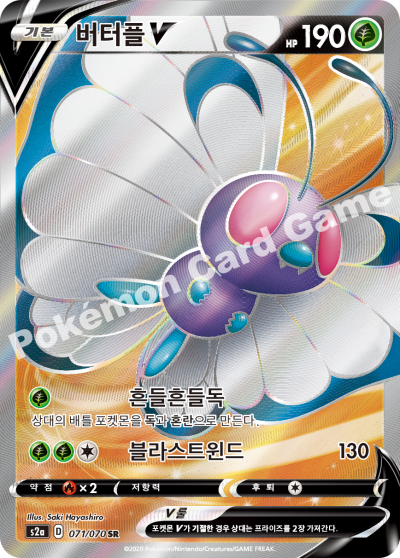 기본 버터플 V HP 190
Pokémon Card Game
흔들흔들독
상대의 배틀 포켓몬을 독과 혼란으로 만든다.
블라스트윈드 130
약점 ×2 저항력 후퇴
Illus. Saki Hayashiro
V룰
s2a D 071/070 SR
포켓몬 V가 기절한 경우 상대는 프라이즈를 2장 가져간다.
©2020 Pokémon/Nintendo/Creatures/GAME FREAK.